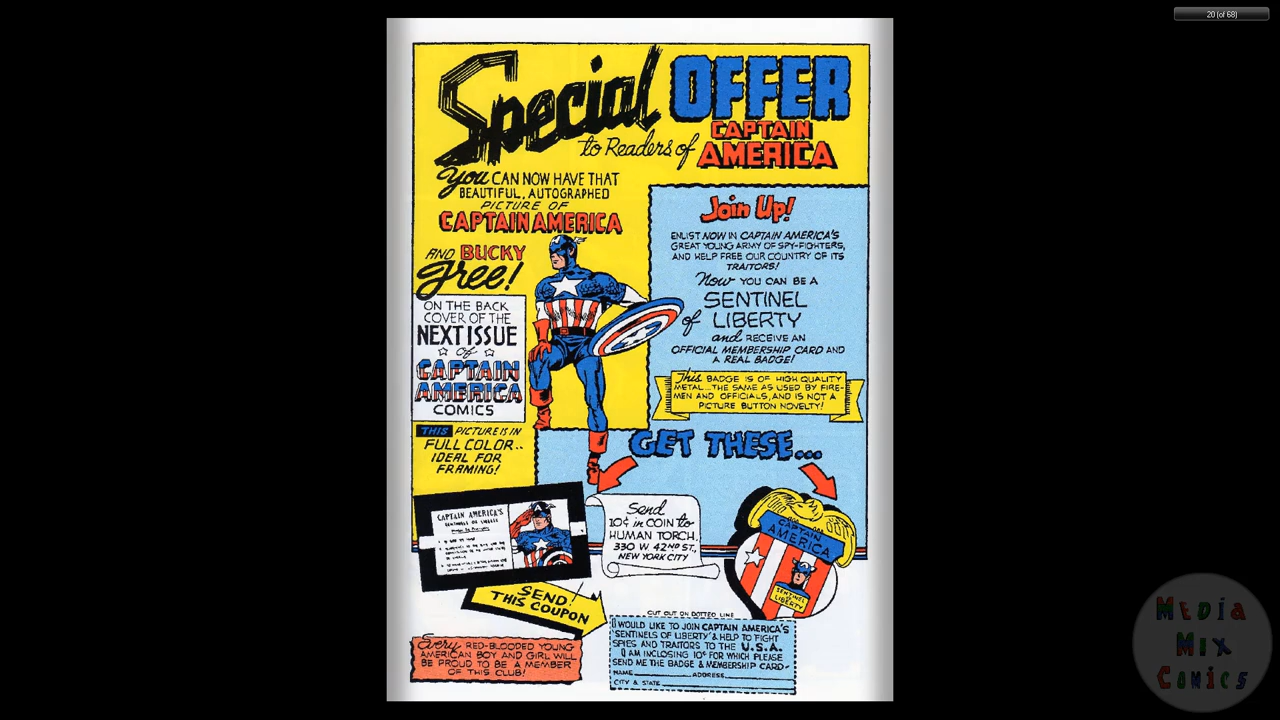 20 (of 68)
Special OFFER
to Readers of CAPTAIN
AMERICA
You CAN NOW HAVE THAT
BEAUTIFUL, AUTOGRAPHED
PICTURE OF
CAPTAIN AMERICA
AND BUCKY
free!
ON THE BACK
COVER OF THE
NEXT ISSUE
of
CAPTAIN
AMERICA
COMICS
THIS PICTURE IS IN
FULL COLOR..
IDEAL FOR
FRAMING!
Join Up!
ENLIST NOW IN CAPTAIN AMERICA'S
GREAT YOUNG ARMY OF SPY-FIGHTERS,
AND HELP FREE OUR COUNTRY OF ITS
TRAITORS!
Now YOU CAN BE A
SENTINEL
of LIBERTY
and RECEIVE AN
OFFICIAL MEMBERSHIP CARD AND
A REAL BADGE!
This BADGE IS OF HIGH QUALITY
METAL...THE SAME AS USED BY FIRE-
MEN AND OFFICIALS, AND IS NOT A
PICTURE BUTTON NOVELTY!
GET THESE...
CAPTAIN AMERICA'S
SENTINELS OF LIBERTY
Send
10¢ in COIN to
HUMAN TORCH,
330 W. 42ND ST.,
NEW YORK CITY
CAPTAIN
AMERICA
SENTINEL
OF
LIBERTY
SEND!
THIS COUPON
Every RED-BLOODED YOUNG
AMERICAN BOY AND GIRL WILL
BE PROUD TO BE A MEMBER
OF THIS CLUB!
CUT OUT ON DOTTED LINE
I WOULD LIKE TO JOIN CAPTAIN AMERICA'S
"SENTINELS OF LIBERTY" & HELP TO FIGHT
SPIES AND TRAITORS TO THE U.S.A.
I AM INCLOSING 10¢ FOR WHICH PLEASE
SEND ME THE BADGE & MEMBERSHIP CARD-
NAME ADDRESS
CITY & STATE
MEDIA
MIX
COMICS